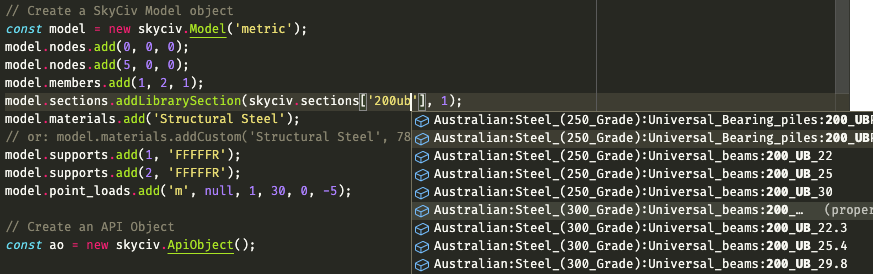 // Create a SkyCiv Model object
const model = new skyciv.Model('metric');
model.nodes.add(0, 0, 0);
model.nodes.add(5, 0, 0);
model.members.add(1, 2, 1);
model.sections.addLibrarySection(skyciv.sections['200ub'], 1);
model.materials.add('Structural Steel');
// or: model.materials.addCustom('Structural Steel', 78
model.supports.add(1, 'FFFFFR');
model.supports.add(2, 'FFFFFR');
model.point_loads.add('m', null, 1, 30, 0, -5);
// Create an API Object
const ao = new skyciv.ApiObject();
Australian:Steel_(250_Grade):Universal_Bearing_piles:200_UB
Australian:Steel_(250_Grade):Universal_Bearing_piles:200_UB
Australian:Steel_(250_Grade):Universal_beams:200_UB_22
Australian:Steel_(250_Grade):Universal_beams:200_UB_25
Australian:Steel_(250_Grade):Universal_beams:200_UB_30
Australian:Steel_(300_Grade):Universal_beams:200_… (proper
Australian:Steel_(300_Grade):Universal_beams:200_UB_22.3
Australian:Steel_(300_Grade):Universal_beams:200_UB_25.4
Australian:Steel_(300_Grade):Universal_beams:200_UB_29.8